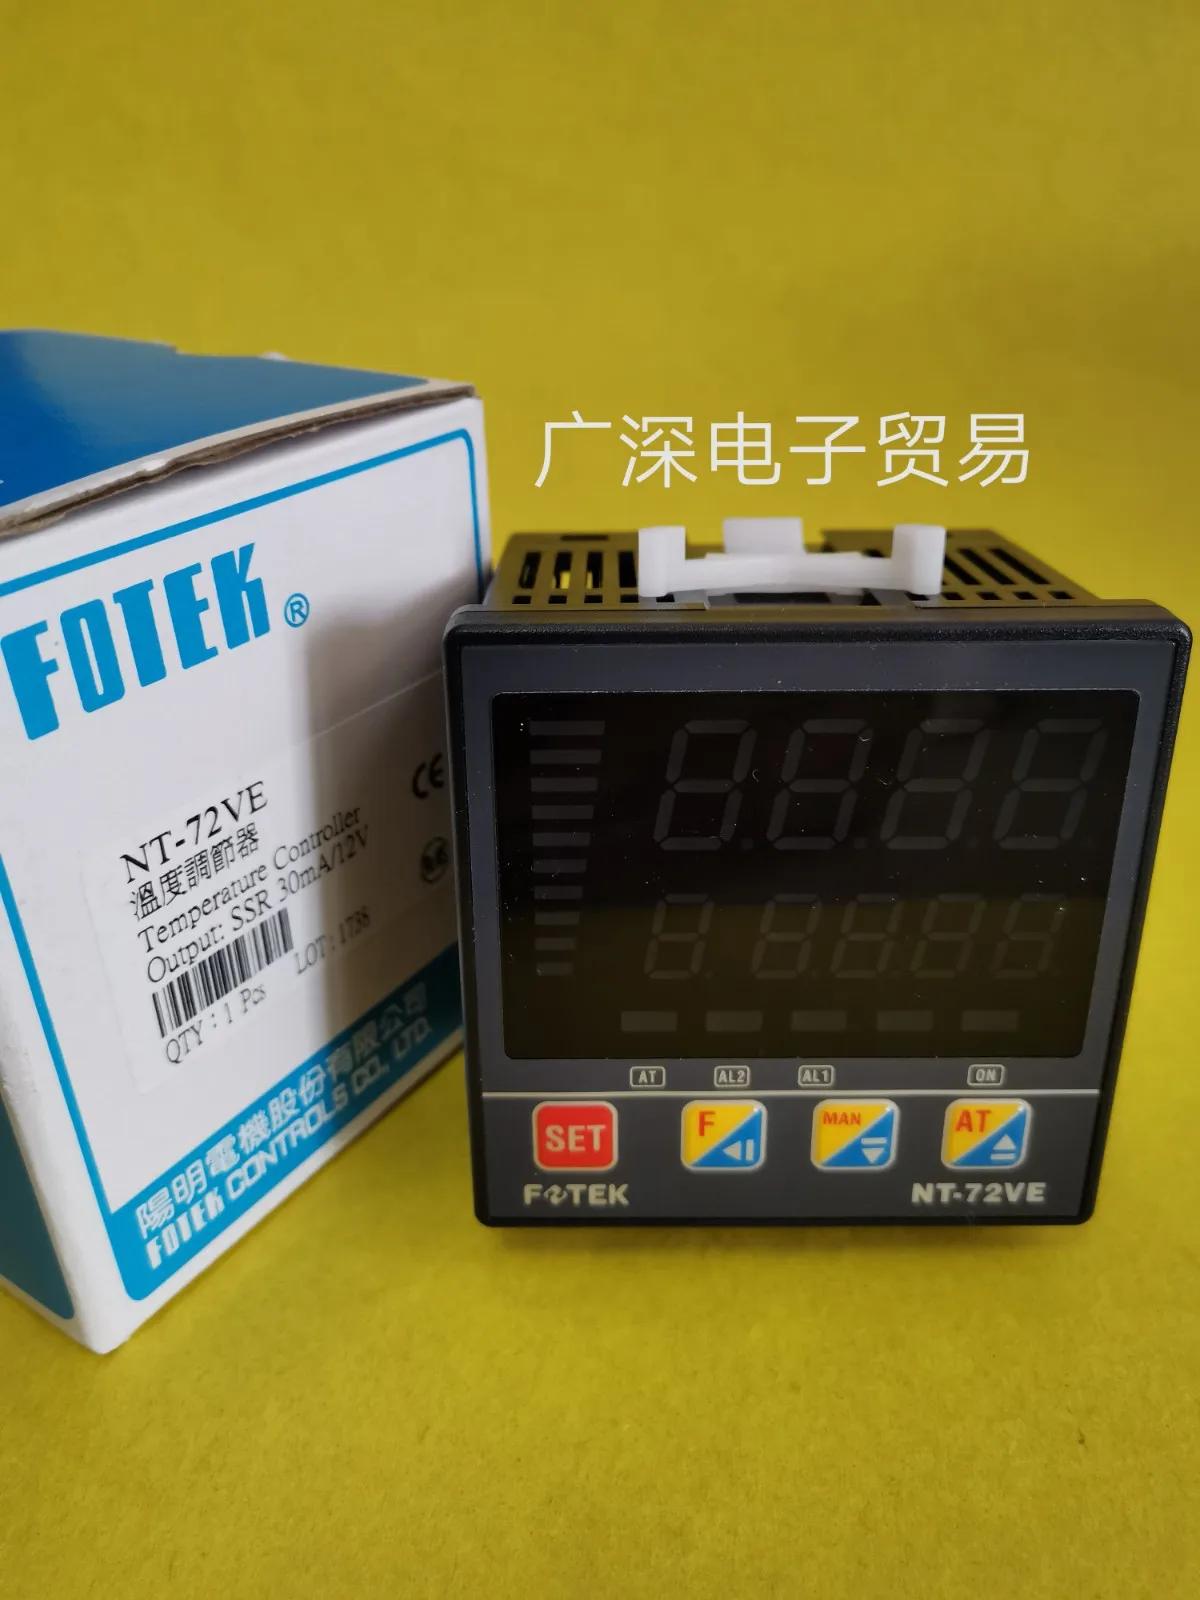 广深电子贸易
FOTEK®
CE
NT-72VE
溫度調節器
Temperature Controller
Output: SSR 30mA/12V
LOT : 1738
QTY : 1 Pcs
陽明電機股份有限公司
FOTEK CONTROLS CO., LTD.
AT AL2 AL1 ON
SET F MAN AT
FOTEK NT-72VE